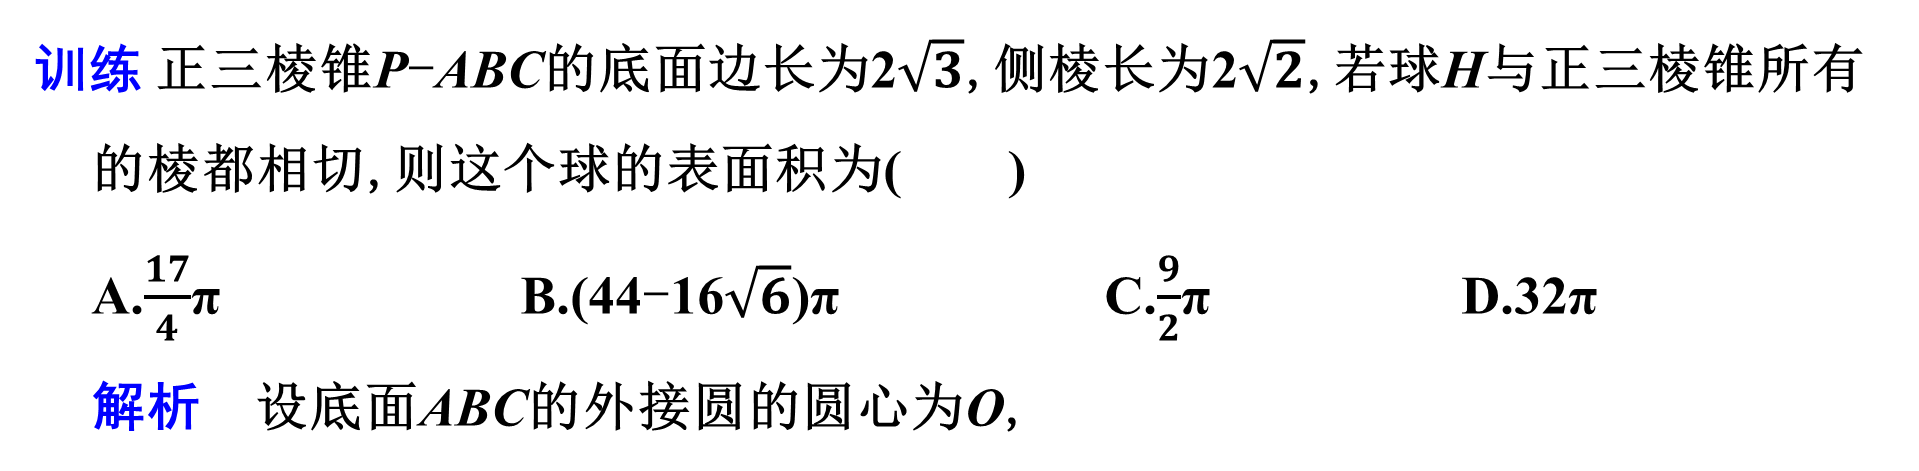 训练 正三棱锥P-ABC的底面边长为2√3, 侧棱长为2√2, 若球H与正三棱锥所有
的棱都相切, 则这个球的表面积为(　　)
A.17/4π　B.(44-16√6)π　C.9/2π　D.32π
解析　设底面ABC的外接圆的圆心为O,